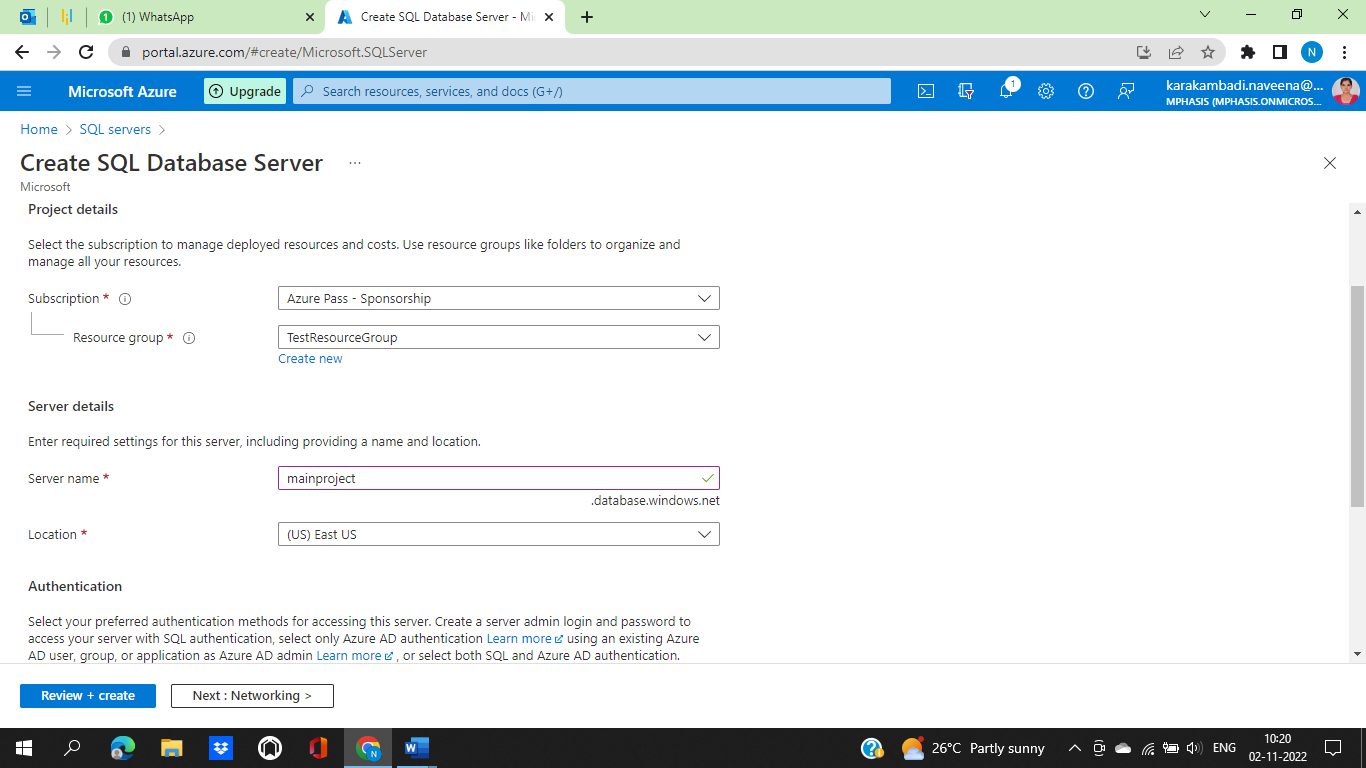 (1) WhatsApp
Create SQL Database Server - Mi
portal.azure.com/#create/Microsoft.SQLServer
N
Microsoft Azure
Upgrade
Search resources, services, and docs (G+/)
1
karakambadi.naveena@...
MPHASIS (MPHASIS.ONMICROS...
Home > SQL servers >
Create SQL Database Server ...
Microsoft
Project details
Select the subscription to manage deployed resources and costs. Use resource groups like folders to organize and
manage all your resources.
Subscription *
Azure Pass - Sponsorship
Resource group *
TestResourceGroup
Create new
Server details
Enter required settings for this server, including providing a name and location.
Server name *
mainproject
.database.windows.net
Location *
(US) East US
Authentication
Select your preferred authentication methods for accessing this server. Create a server admin login and password to
access your server with SQL authentication, select only Azure AD authentication Learn more using an existing Azure
AD user, group, or application as Azure AD admin Learn more , or select both SQL and Azure AD authentication.
Review + create
Next : Networking >
26°C Partly sunny
ENG
10:20
02-11-2022